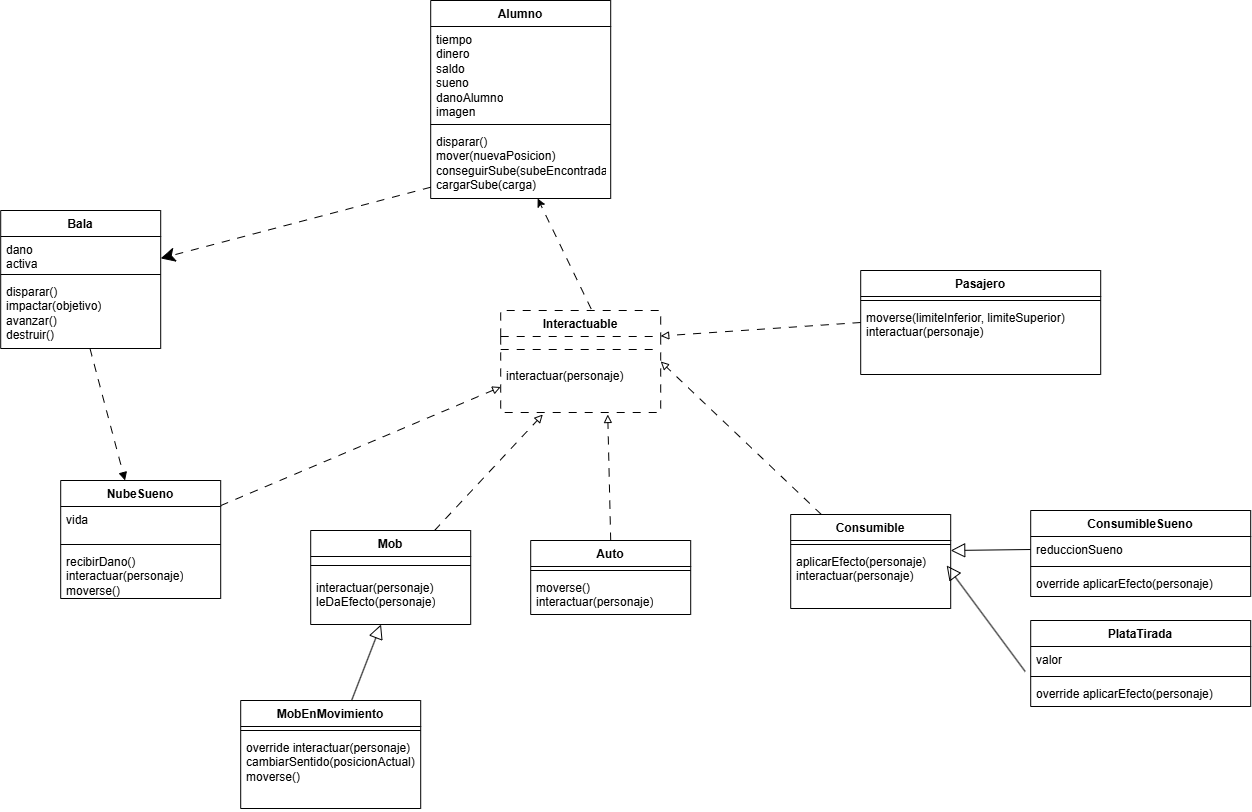 Alumno
tiempo
dinero
saldo
sueno
danoAlumno
imagen
disparar()
mover(nuevaPosicion)
conseguirSube(subeEncontrada
cargarSube(carga)
Bala
dano
activa
disparar()
impactar(objetivo)
avanzar()
destruir()
Interactuable
interactuar(personaje)
Pasajero
moverse(limiteInferior, limiteSuperior)
interactuar(personaje)
NubeSueno
vida
recibirDano()
interactuar(personaje)
moverse()
Mob
interactuar(personaje)
leDaEfecto(personaje)
Auto
moverse()
interactuar(personaje)
Consumible
aplicarEfecto(personaje)
interactuar(personaje)
ConsumibleSueno
reduccionSueno
override aplicarEfecto(personaje)
PlataTirada
valor
override aplicarEfecto(personaje)
MobEnMovimiento
override interactuar(personaje)
cambiarSentido(posicionActual)
moverse()